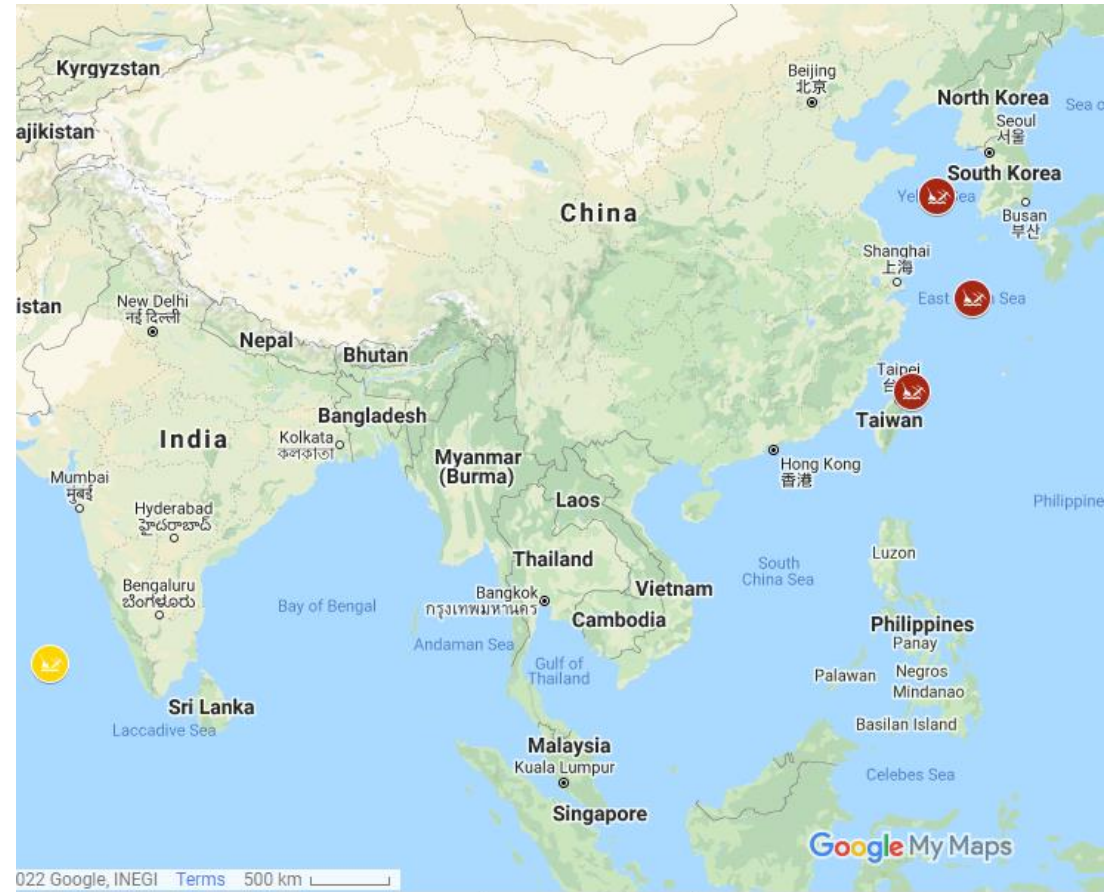 Kyrgyzstan
ajikistan
Beijing
北京
North Korea
Sea o
Seoul
서울
South Korea
Busan
부산
China
Shanghai
上海
istan
New Delhi
नई दिल्ली
Nepal
Bhutan
Taipei
Taiwan
Bangladesh
India
Kolkata
কলকাতা
Myanmar
(Burma)
Hong Kong
香港
Mumbai
मुंबई
Laos
Hyderabad
హైదరాబాద్
Philippine
Thailand
South
China Sea
Luzon
Bengaluru
ಬೆಂಗಳೂರು
Bay of Bengal
Bangkok
กรุงเทพมหานคร
Vietnam
Cambodia
Philippines
Panay
Andaman Sea
Gulf of
Thailand
Palawan
Negros
Mindanao
Sri Lanka
Laccadive Sea
Basilan Island
Malaysia
Kuala Lumpur
Celebes Sea
Singapore
Google My Maps
022 Google, INEGI Terms 500 km